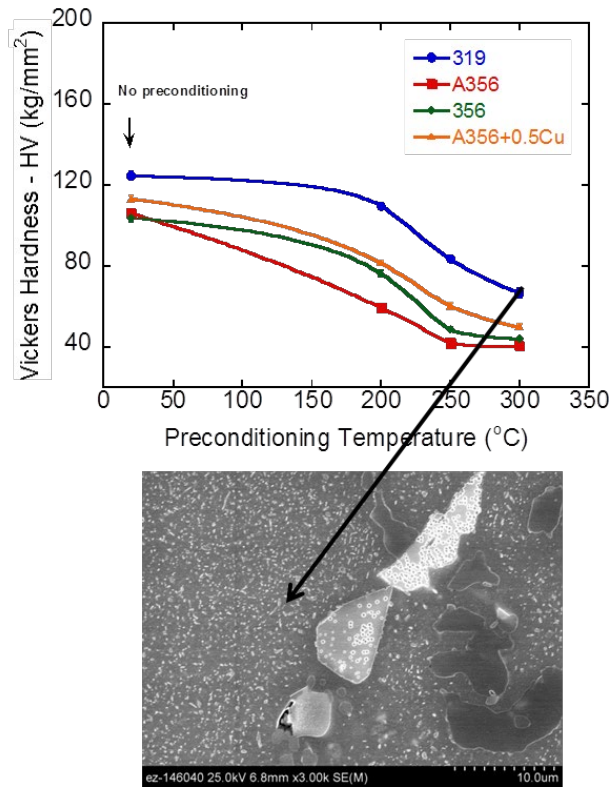 200
160
120
80
40
Vickers Hardness - HV (kg/mm²)
No preconditioning
319
A356
356
A356+0.5Cu
0 50 100 150 200 250 300 350
Preconditioning Temperature (°C)
ez-146040 25.0kV 6.8mm x3.00k SE(M) 10.0um